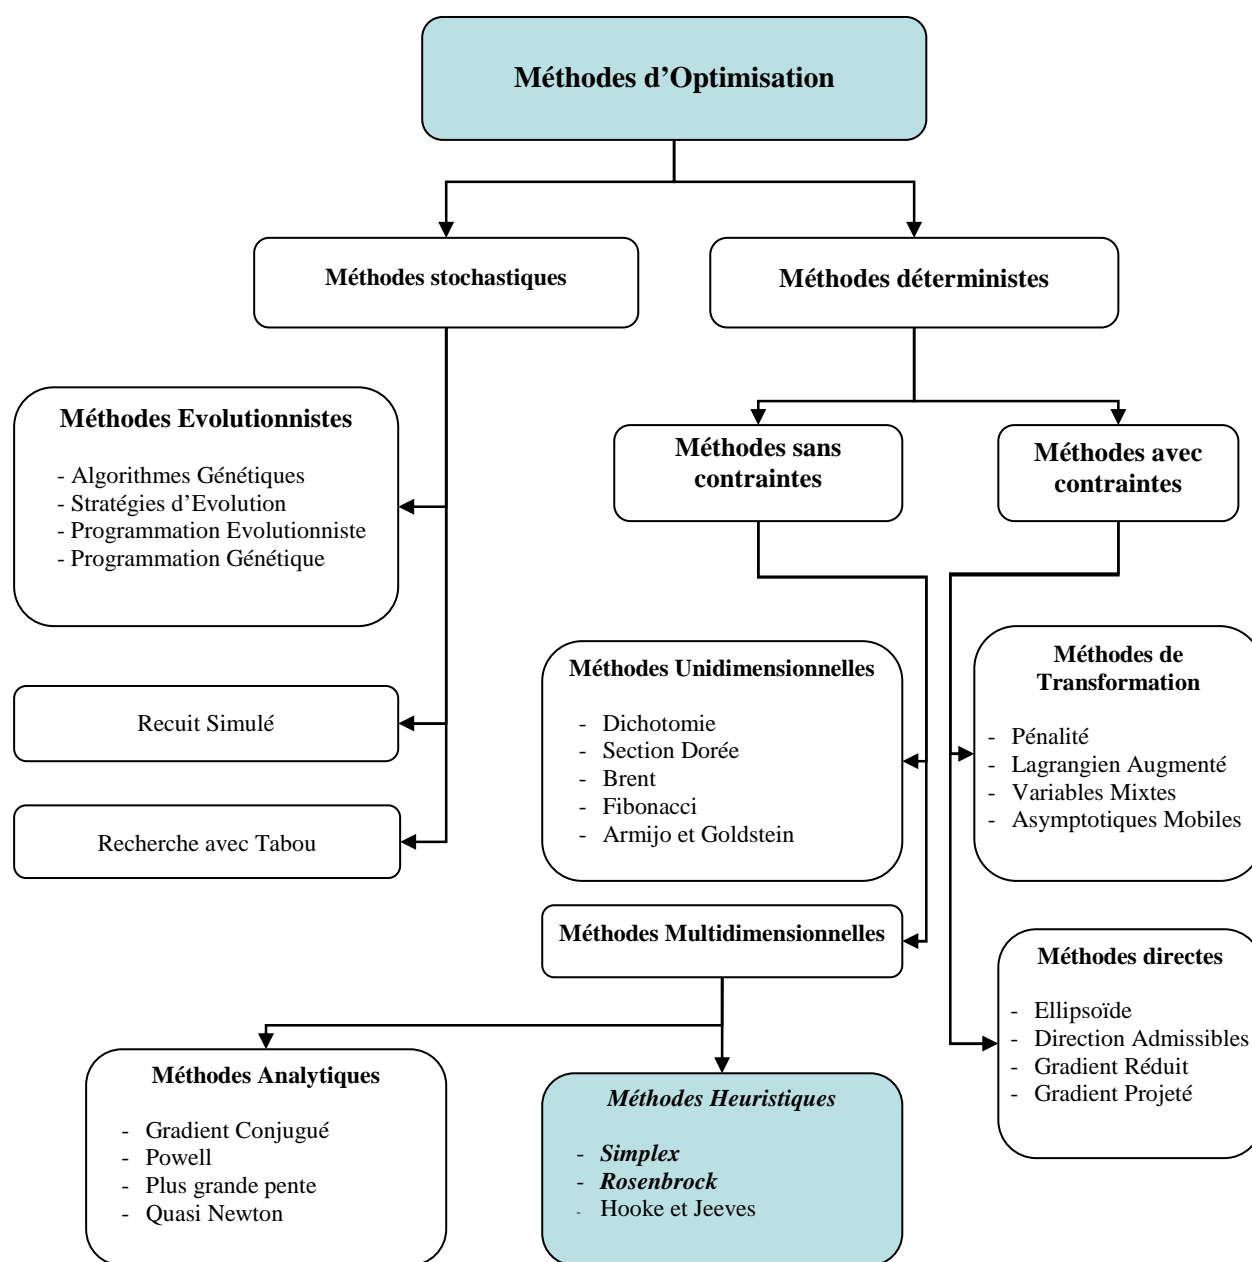 Méthodes d’Optimisation
Méthodes stochastiques
Méthodes déterministes
Méthodes Evolutionnistes
- Algorithmes Génétiques
- Stratégies d’Evolution
- Programmation Evolutionniste
- Programmation Génétique
Méthodes sans
contraintes
Méthodes avec
contraintes
Recuit Simulé
Recherche avec Tabou
Méthodes Unidimensionnelles
- Dichotomie
- Section Dorée
- Brent
- Fibonacci
- Armijo et Goldstein
Méthodes de
Transformation
- Pénalité
- Lagrangien Augmenté
- Variables Mixtes
- Asymptotiques Mobiles
Méthodes Multidimensionnelles
Méthodes directes
- Ellipsoïde
- Direction Admissibles
- Gradient Réduit
- Gradient Projeté
Méthodes Analytiques
- Gradient Conjugué
- Powell
- Plus grande pente
- Quasi Newton
Méthodes Heuristiques
- Simplex
- Rosenbrock
- Hooke et Jeeves